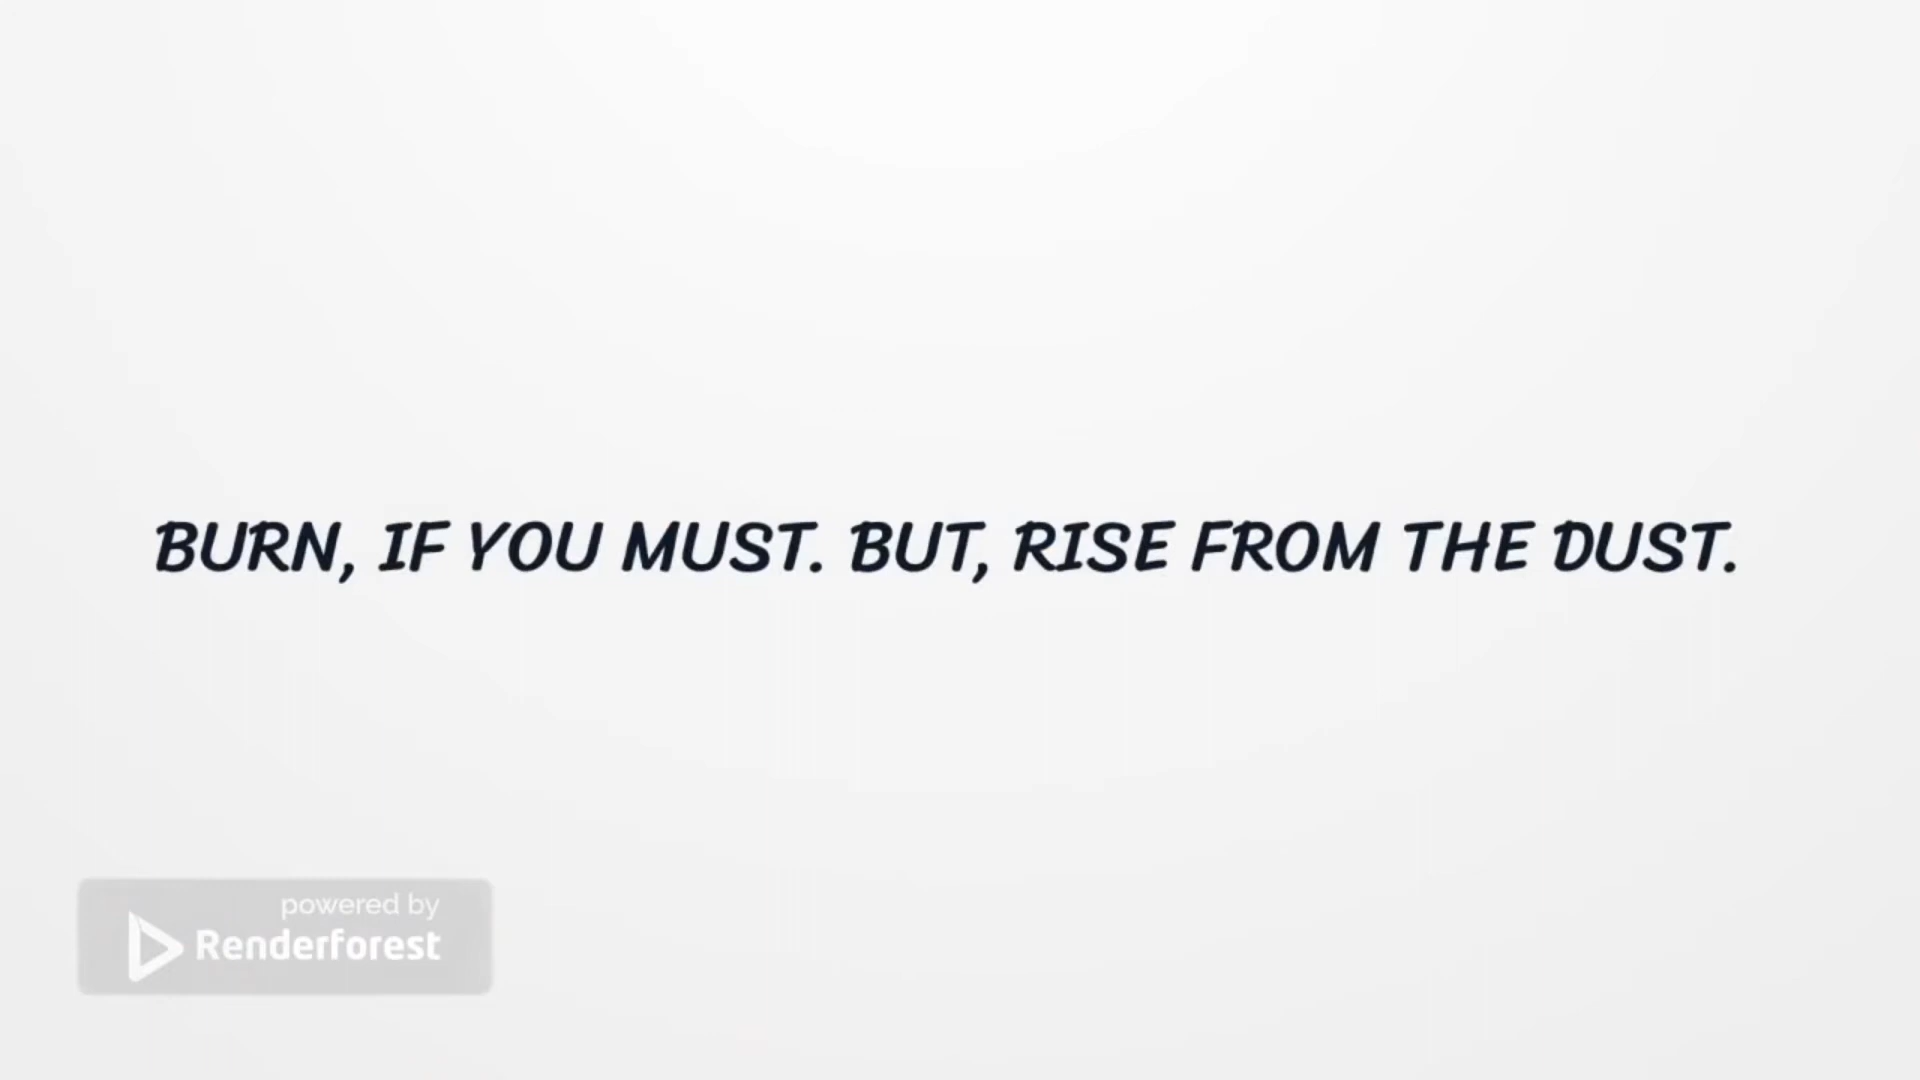 BURN, IF YOU MUST. BUT, RISE FROM THE DUST.
powered by
Renderforest